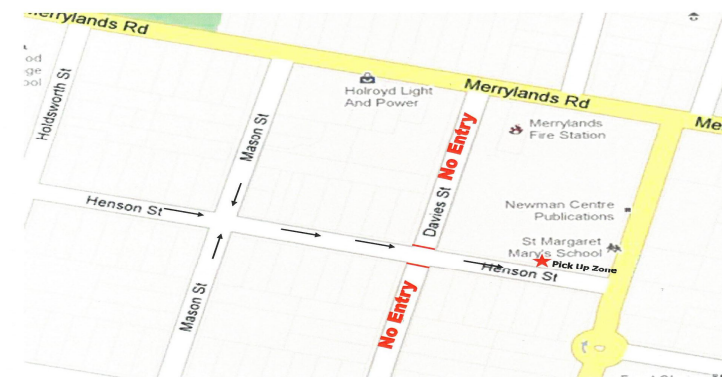 Merrylands Rd
Holdsworth St
Mason St
Holroyd Light
And Power
Merrylands Rd
Me
No Entry
Davies St
Merrylands
Fire Station
Newman Centre
Publications
St Margaret
Mary's School
Pick Up Zone
Henson St
Henson St
Mason St
No Entry